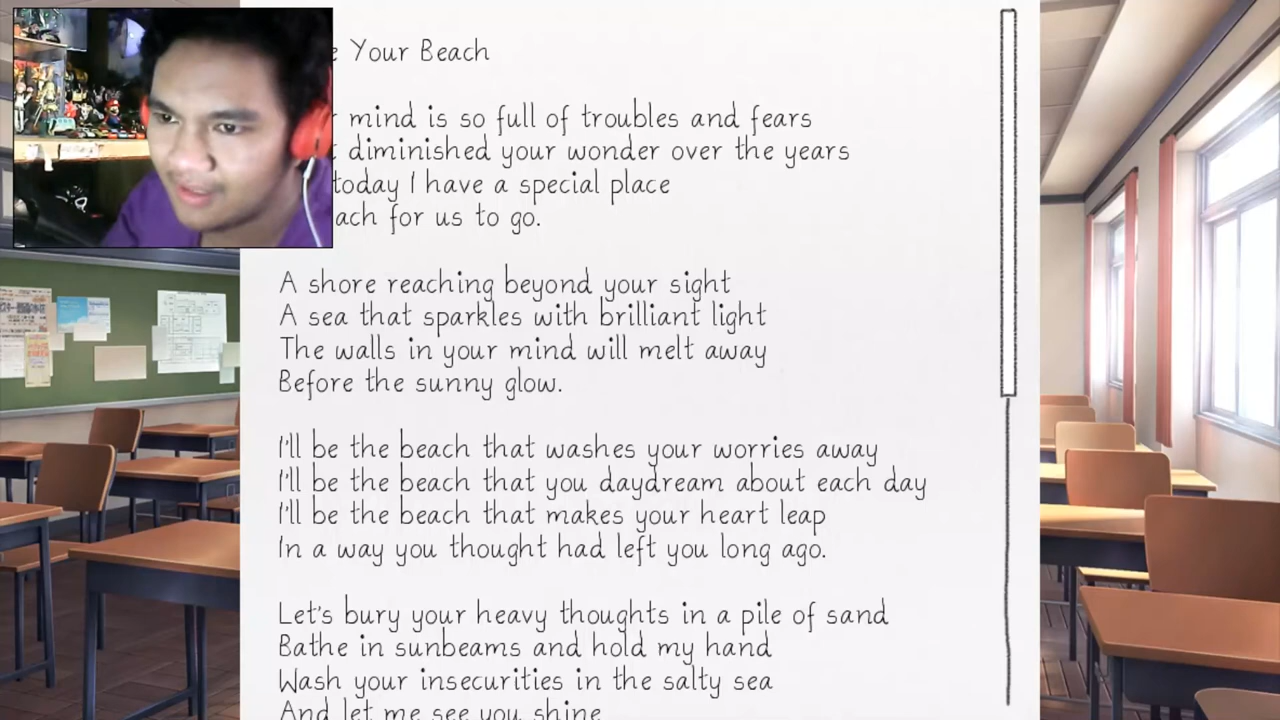 Your Beach
mind is so full of troubles and fears
diminished your wonder over the years
today I have a special place
ach for us to go.
A shore reaching beyond your sight
A sea that sparkles with brilliant light
The walls in your mind will melt away
Before the sunny glow.
I'll be the beach that washes your worries away
I'll be the beach that you daydream about each day
I'll be the beach that makes your heart leap
In a way you thought had left you long ago.
Let's bury your heavy thoughts in a pile of sand
Bathe in sunbeams and hold my hand
Wash your insecurities in the salty sea
And let me see you shine